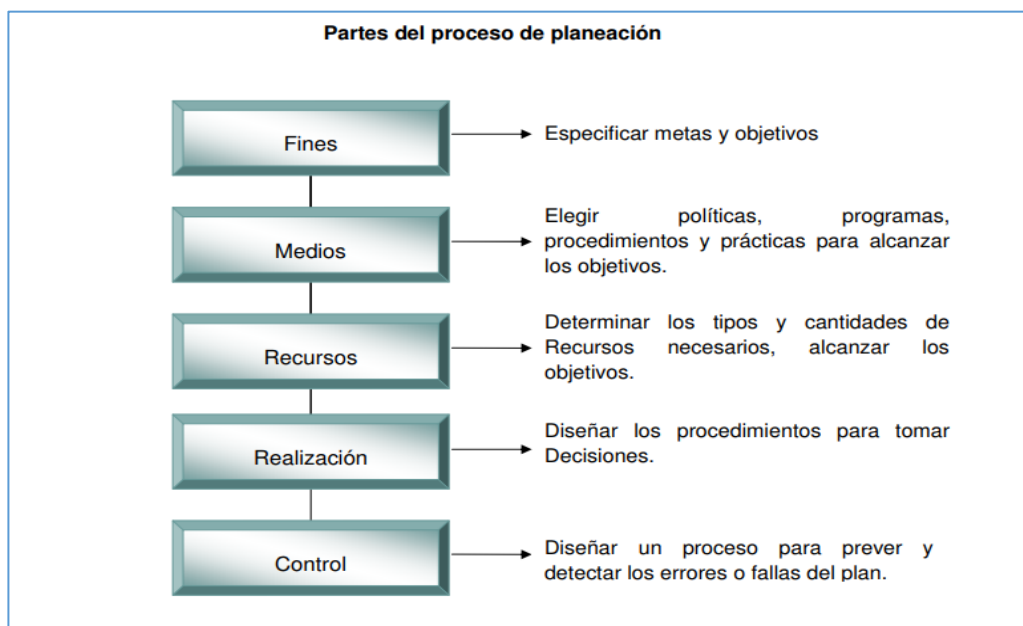 Partes del proceso de planeación
Fines
Especificar metas y objetivos
Medios
Elegir políticas, programas,
procedimientos y prácticas para alcanzar
los objetivos.
Recursos
Determinar los tipos y cantidades de
Recursos necesarios, alcanzar los
objetivos.
Realización
Diseñar los procedimientos para tomar
Decisiones.
Control
Diseñar un proceso para prever y
detectar los errores o fallas del plan.